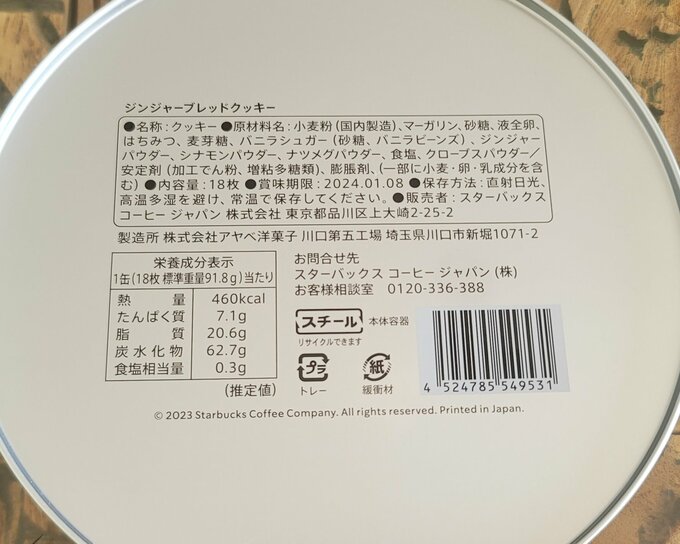 ジンジャーブレッドクッキー
●名称:クッキー ●原材料名:小麦粉(国内製造)、マーガリン、砂糖、液全卵、
はちみつ、麦芽糖、バニラシュガー(砂糖、バニラビーンズ)、ジンジャー
パウダー、シナモンパウダー、ナツメグパウダー、食塩、クローブスパウダー/
安定剤(加工でん粉、増粘多糖類)、膨脹剤、(一部に小麦・卵・乳成分を含
む) ●内容量:18枚 ●賞味期限:2024.01.08 ●保存方法:直射日光、
高温多湿を避け、常温で保存してください。●販売者:スターバックス
コーヒー ジャパン 株式会社 東京都品川区上大崎2-25-2
製造所 株式会社アヤベ洋菓子 川口第五工場 埼玉県川口市新堀1071-2
栄養成分表示
1缶(18枚 標準重量91.8g)当たり
熱量 460kcal
たんぱく質 7.1g
脂質 20.6g
炭水化物 62.7g
食塩相当量 0.3g
(推定値)
お問合せ先
スターバックス コーヒー ジャパン (株)
お客様相談室 0120-336-388
スチール 本体容器
リサイクルできます
プラ 紙
トレー 緩衝材
4 524785 549531
© 2023 Starbucks Coffee Company. All rights reserved. Printed in Japan.